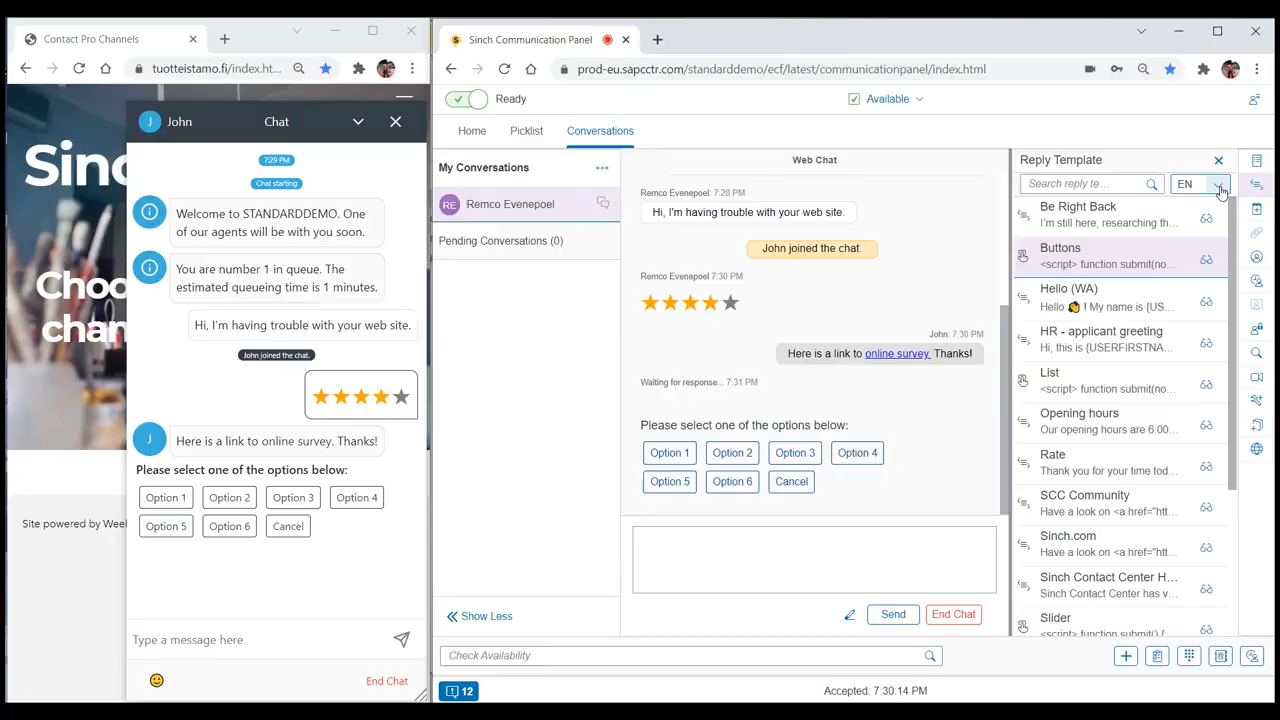 Contact Pro Channels
tuotteistamo.fi/index.ht...
Sinc
Choo
chan
Site powered by Weel
J John
Chat
7:29 PM
Chat starting
Welcome to STANDARDDEMO. One
of our agents will be with you soon.
You are number 1 in queue. The
estimated queueing time is 1 minutes.
Hi, I'm having trouble with your web site.
John joined the chat.
J
Here is a link to online survey. Thanks!
Please select one of the options below:
Option 1
Option 2
Option 3
Option 4
Option 5
Option 6
Cancel
Type a message here
End Chat
Sinch Communication Panel
prod-eu.sapcctr.com/standarddemo/ecf/latest/communicationpanel/index.html
Ready
Available
Home
Picklist
Conversations
My Conversations
RE Remco Evenepoel
Pending Conversations (0)
Show Less
Web Chat
Remco Evenepoel: 7:28 PM
Hi, I'm having trouble with your web site.
John joined the chat.
Remco Evenepoel 7:30 PM
John: 7:30 PM
Here is a link to online survey. Thanks!
Waiting for response... 7:31 PM
Please select one of the options below:
Option 1
Option 2
Option 3
Option 4
Option 5
Option 6
Cancel
Send
End Chat
Reply Template
Search reply te...
EN
Be Right Back
I'm still here, researching th...
Buttons
<script> function submit(no...
Hello (WA)
Hello 👏 ! My name is {US...
HR - applicant greeting
Hi, this is {USERFIRSTNA...
List
<script> function submit(no...
Opening hours
Our opening hours are 6:00...
Rate
Thank you for your time tod...
SCC Community
Have a look on <a href="htt...
Sinch.com
Have a look on <a href="htt...
Sinch Contact Center H...
Sinch Contact Center has v...
Slider
<script> function submit() {
Check Availability
12
Accepted: 7:30:14 PM